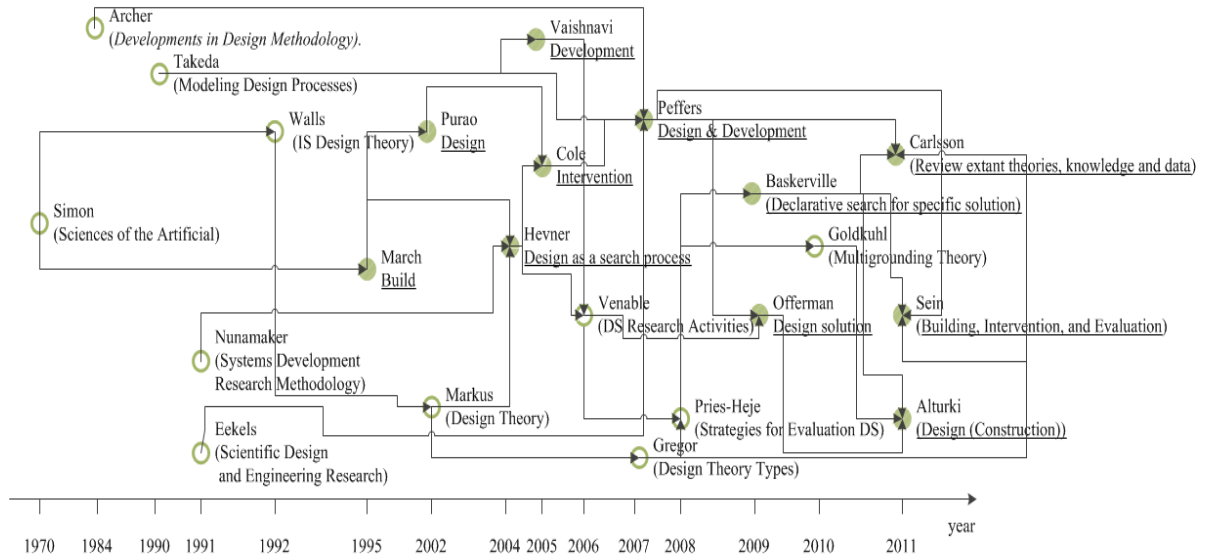 Archer
(Developments in Design Methodology).
Takeda
(Modeling Design Processes)
Vaishnavi
Development
Walls
(IS Design Theory)
Purao
Design
Cole
Intervention
Peffers
Design & Development
Carlsson
(Review extant theories, knowledge and data)
Baskerville
(Declarative search for specific solution)
Simon
(Sciences of the Artificial)
March
Build
Hevner
Design as a search process
Goldkuhl
(Multigrounding Theory)
Nunamaker
(Systems Development
Research Methodology)
Venable
(DS Research Activities)
Offerman
Design solution
Sein
(Building, Intervention, and Evaluation)
Markus
(Design Theory)
Eekels
(Scientific Design
and Engineering Research)
Pries-Heje
(Strategies for Evaluation DS)
Gregor
(Design Theory Types)
Alturki
(Design (Construction))
year
1970 1984 1990 1991 1992 1995 2002 2004 2005 2006 2007 2008 2009 2010 2011